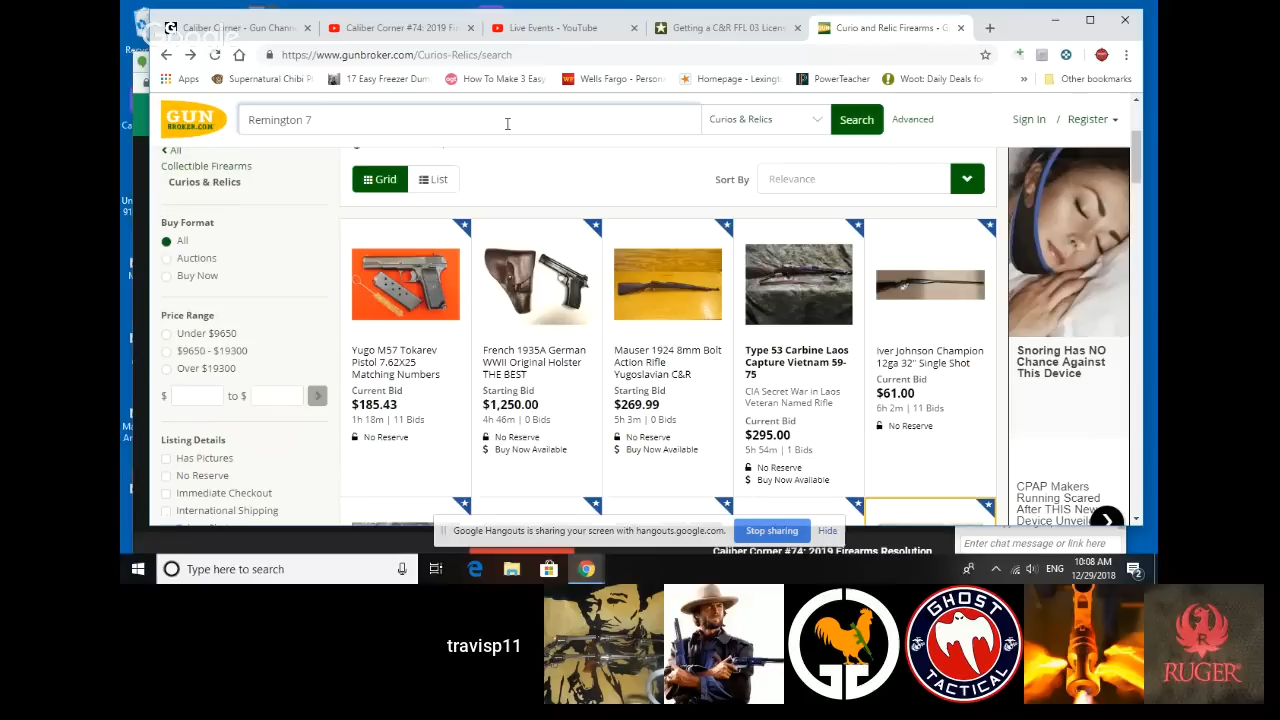 Caliber Corner - Gun Chann
Caliber Corner #74: 2019 Fi
Live Events - YouTube
Getting a C&R FFL 03 Licens
Curio and Relic Firearms - G
Google
https://www.gunbroker.com/Curios-Relics/search
Apps
Supernatural Chibi P
17 Easy Freezer Dum
How To Make 3 Easy
Wells Fargo - Person
Homepage - Lexingt
PowerTeacher
Woot: Daily Deals fo
Other bookmarks
GUN
BROKER.COM
Remington 7
Curios & Relics
Search
Advanced
Sign In / Register
All
Collectible Firearms
Curios & Relics
Grid
List
Sort By
Relevance
Buy Format
All
Auctions
Buy Now
Price Range
Under $9650
$9650 - $19300
Over $19300
$ to $
Listing Details
Has Pictures
No Reserve
Immediate Checkout
International Shipping
Yugo M57 Tokarev
Pistol 7.62X25
Matching Numbers
Current Bid
$185.43
1h 18m | 11 Bids
No Reserve
French 1935A German
WWII Original Holster
THE BEST
Starting Bid
$1,250.00
4h 46m | 0 Bids
No Reserve
$ Buy Now Available
Mauser 1924 8mm Bolt
Action Rifle
Yugoslavian C&R
Starting Bid
$269.99
5h 3m | 0 Bids
No Reserve
$ Buy Now Available
Type 53 Carbine Laos
Capture Vietnam 59-
75
CIA Secret War in Laos
Veteran Named Rifle
Current Bid
$295.00
5h 54m | 1 Bids
No Reserve
$ Buy Now Available
Iver Johnson Champion
12ga 32" Single Shot
Current Bid
$61.00
6h 2m | 11 Bids
No Reserve
Snoring Has NO
Chance Against
This Device
CPAP Makers
Running Scared
After THIS New
Device Unveile
Google Hangouts is sharing your screen with hangouts.google.com.
Stop sharing
Hide
Caliber Corner #74: 2019 Firearms Resolution
Enter chat message or link here
Type here to search
ENG
10:08 AM
12/29/2018
2
travisp11
GHOST
TACTICAL
RUGER